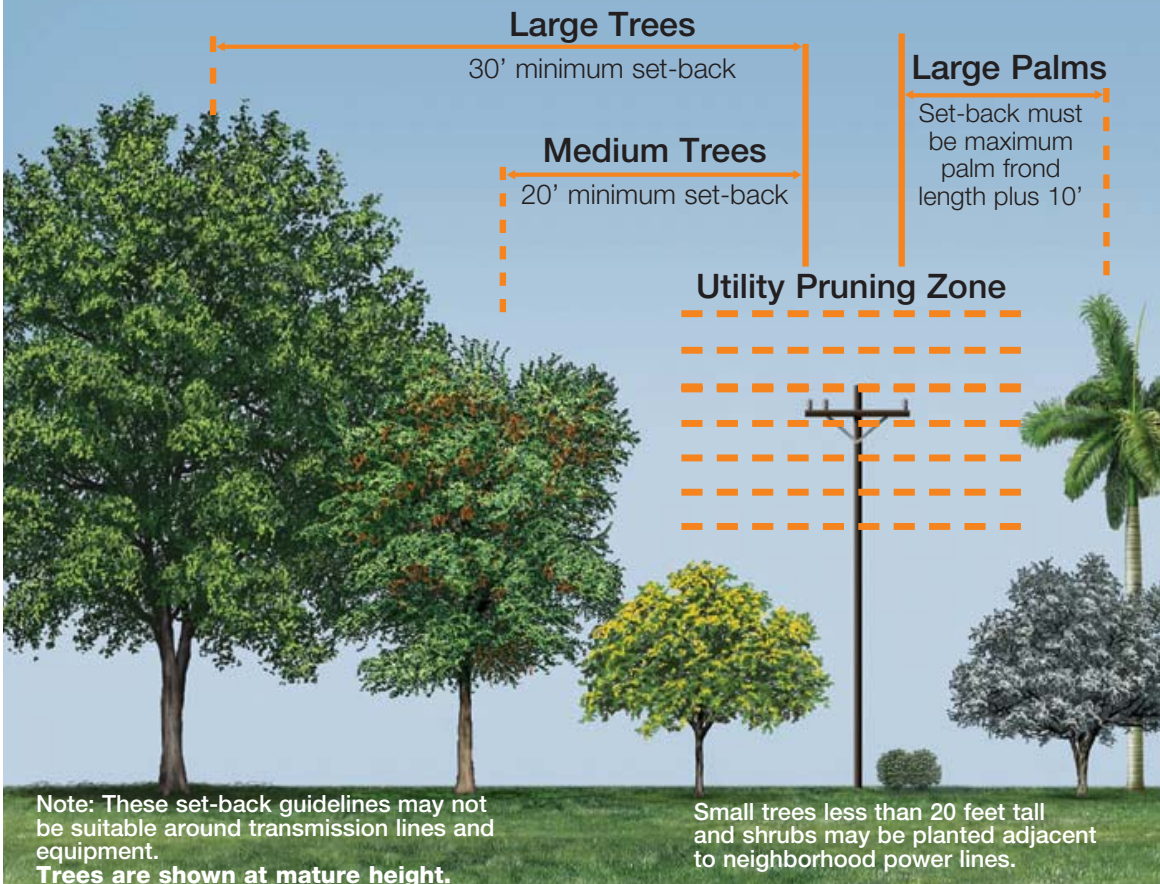 Large Trees
30’ minimum set-back
Large Palms
Set-back must
be maximum
palm frond
length plus 10’
Medium Trees
20’ minimum set-back
Utility Pruning Zone
Note: These set-back guidelines may not
be suitable around transmission lines and
equipment.
Trees are shown at mature height.
Small trees less than 20 feet tall
and shrubs may be planted adjacent
to neighborhood power lines.